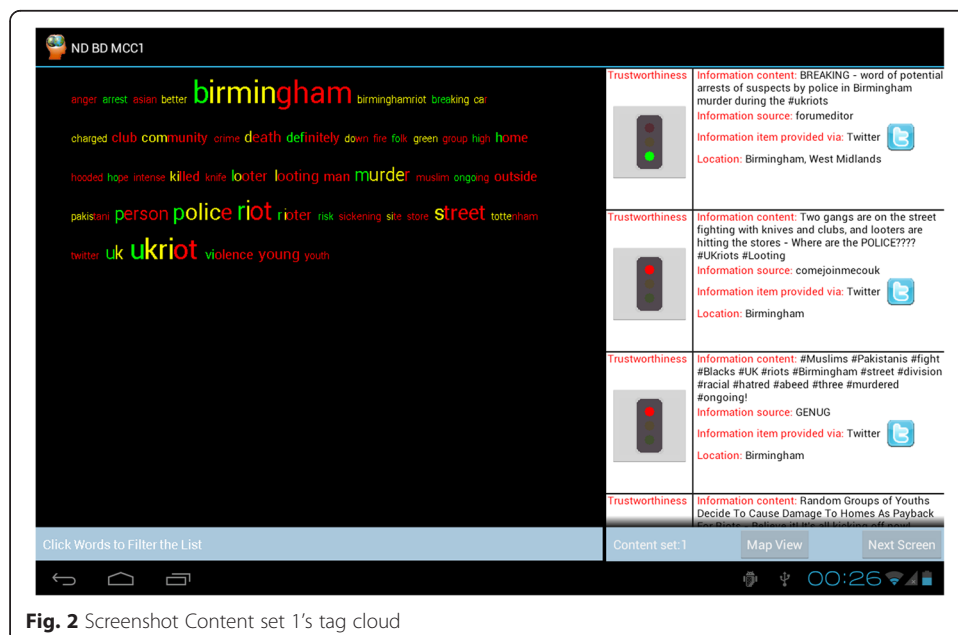 ND BD MCC1
anger arrest asian better birmingham birminghamriot breaking car
charged club community crime death definitely down fire folk green group high home
hooded hope intense killed knife looter looting man murder muslim ongoing outside
pakistani person police riot rioter risk sickening site store street tottenham
twitter uk ukriot violence young youth
Click Words to Filter the List
Trustworthiness
Information content: BREAKING - word of potential
arrests of suspects by police in Birmingham
murder during the #ukriots
Information source: forumeditor
Information item provided via: Twitter
Location: Birmingham, West Midlands
Trustworthiness
Information content: Two gangs are on the street
fighting with knives and clubs, and looters are
hitting the stores - Where are the POLICE????
#UKriots #Looting
Information source: comejoinmecouk
Information item provided via: Twitter
Location: Birmingham
Trustworthiness
Information content: #Muslims #Pakistanis #fight
#Blacks #UK #riots #Birmingham #street #division
#racial #hatred #abeed #three #murdered
#ongoing!
Information source: GENUG
Information item provided via: Twitter
Location: Birmingham
Trustworthiness
Information content: Random Groups of Youths
Decide To Cause Damage To Homes As Payback
For Riots - Believe it! It's all kicking off now!
Content set:1
Map View
Next Screen
00:26
Fig. 2 Screenshot Content set 1's tag cloud